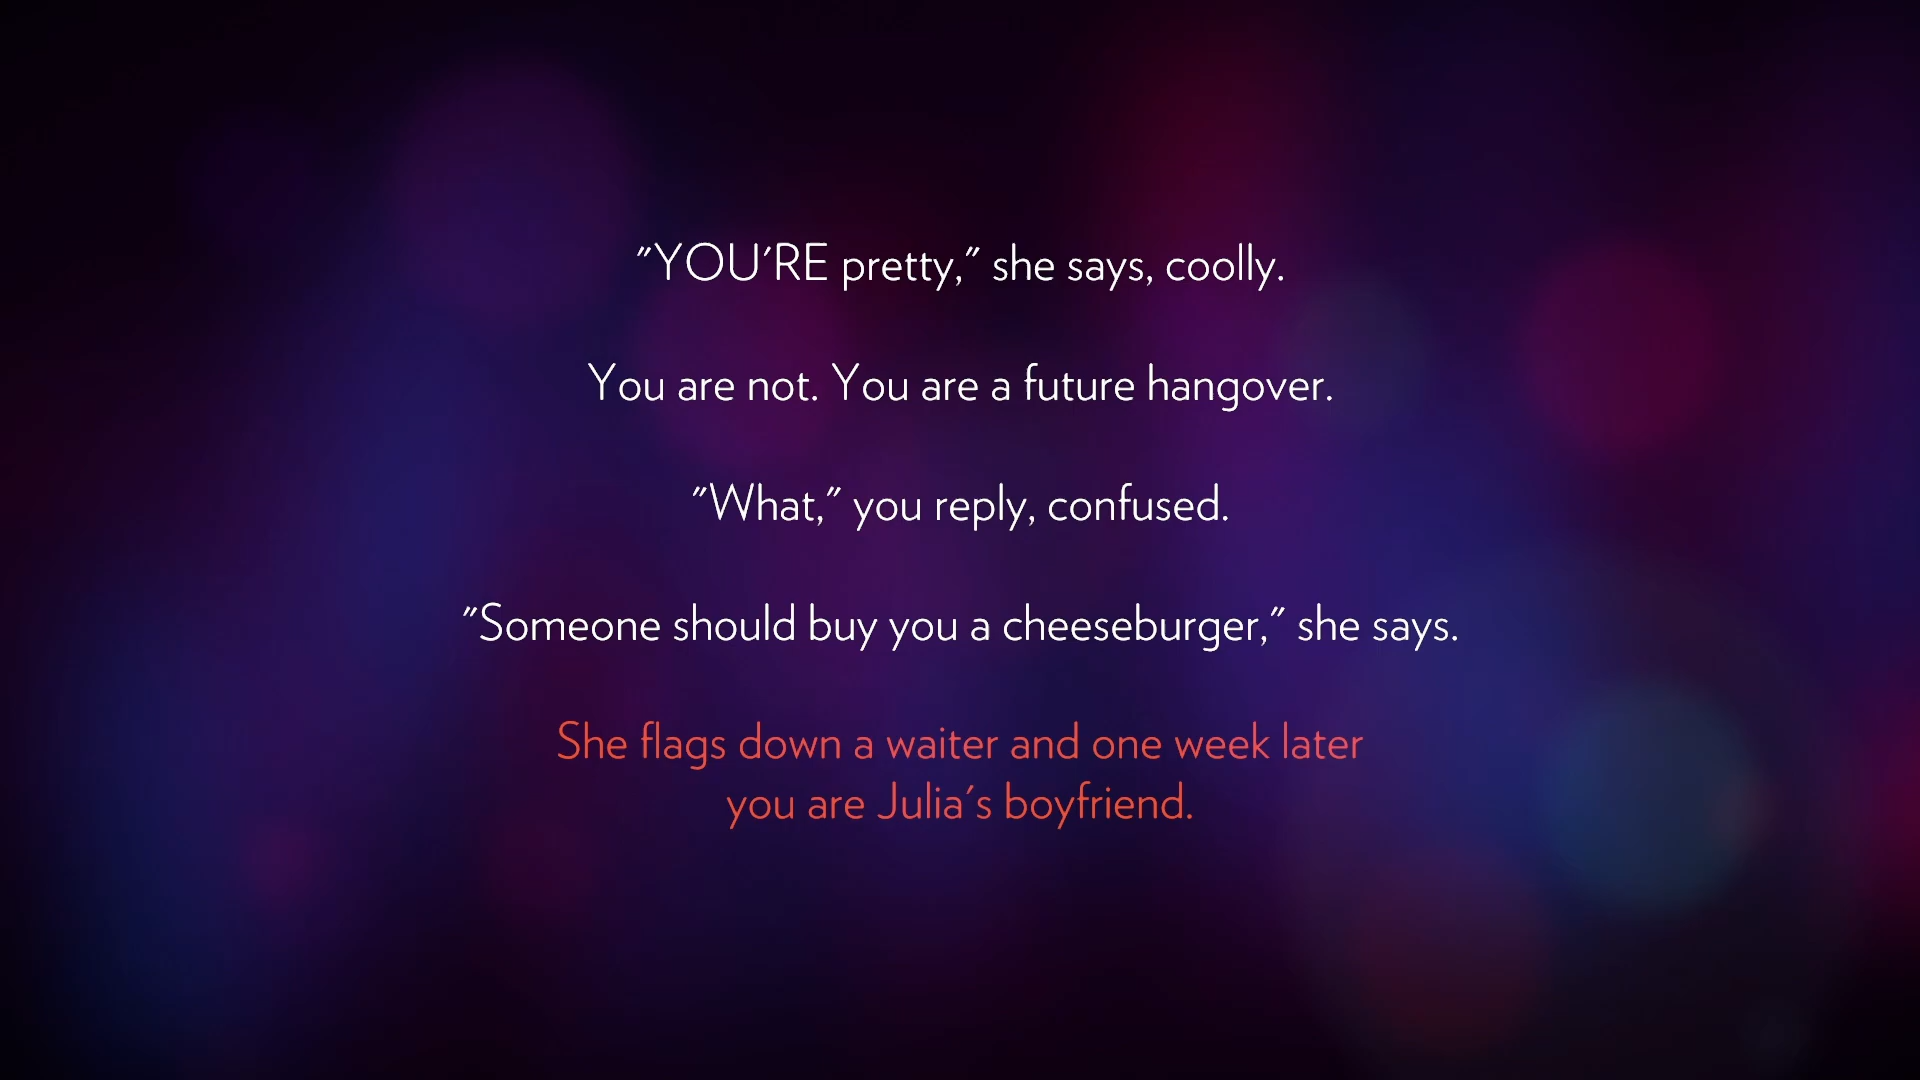 "YOU'RE pretty," she says, coolly.
You are not. You are a future hangover.
"What," you reply, confused.
"Someone should buy you a cheeseburger," she says.
She flags down a waiter and one week later
you are Julia's boyfriend.